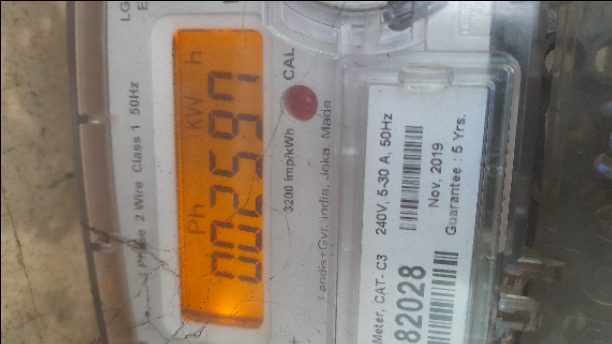 LG
E
Phase 2 Wire Class 1 50Hz
Ph KW h
002597
3200 imp/kWh CAL
Landis+Gyr, India, Joka, Made
Meter, CAT- C3 240V, 5-30 A, 50Hz
82028
Nov, 2019
Guarantee : 5 Yrs.